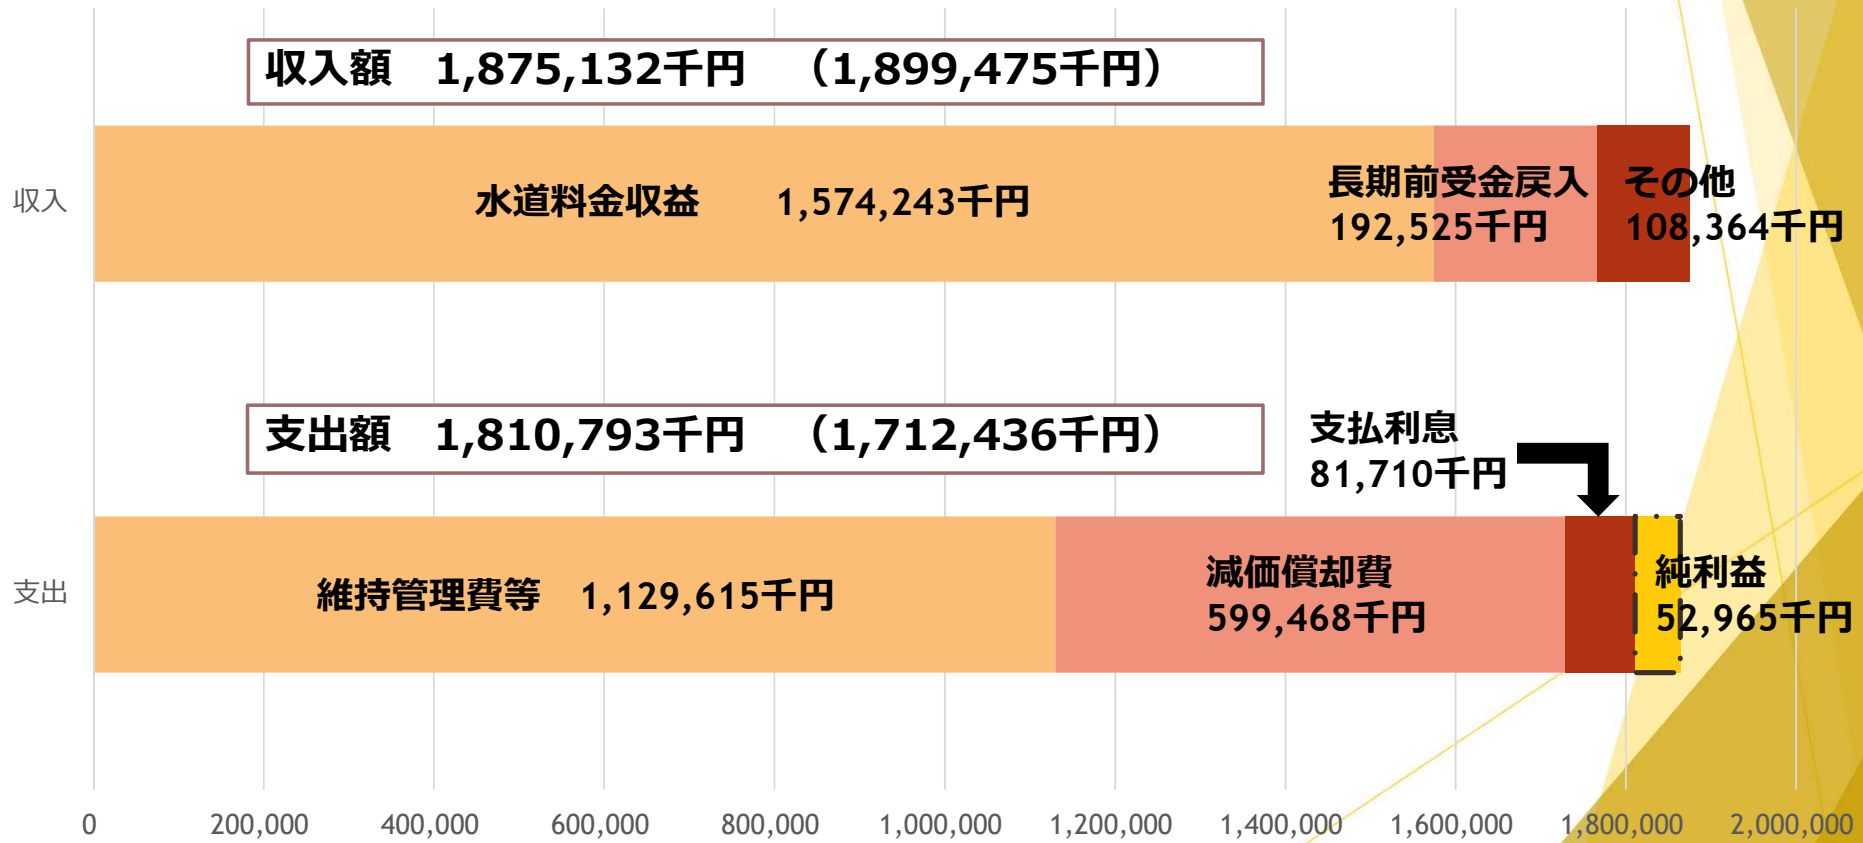 収入額　1,875,132千円　（1,899,475千円）
収入
水道料金収益　　1,574,243千円
長期前受金戻入
192,525千円
その他
108,364千円
支出額　1,810,793千円　（1,712,436千円）
支払利息
81,710千円
支出
維持管理費等　1,129,615千円
減価償却費
599,468千円
純利益
52,965千円
0 200,000 400,000 600,000 800,000 1,000,000 1,200,000 1,400,000 1,600,000 1,800,000 2,000,000